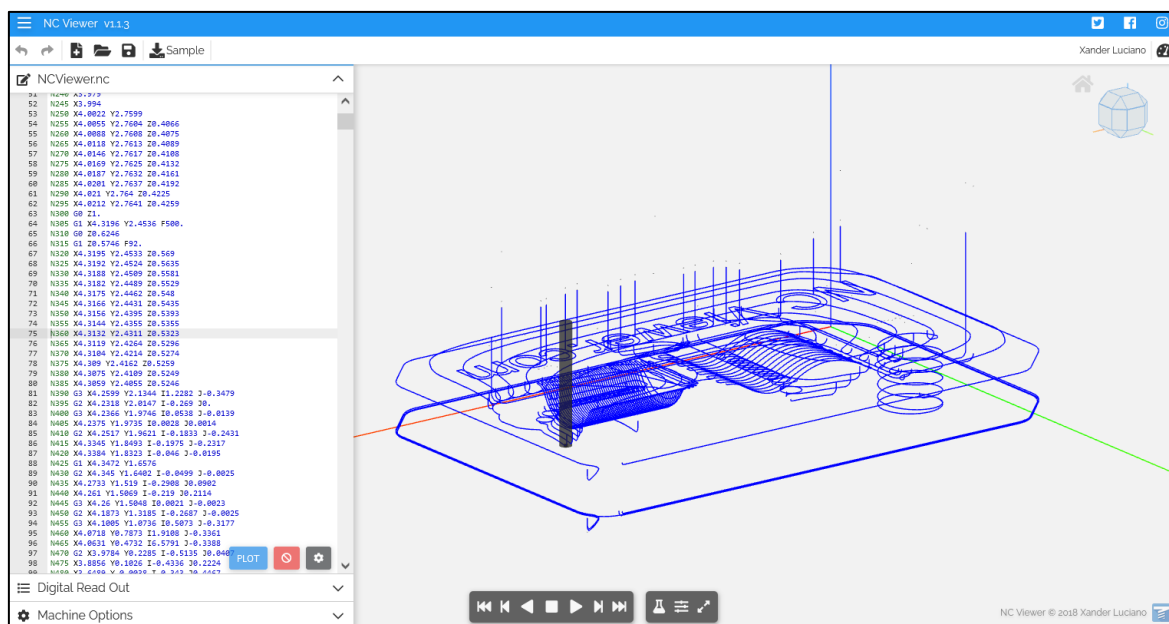 NC Viewer v1.1.3
Sample
Xander Luciano
NCViewer.nc
51 N240 X3.979
52 N245 X3.994
53 N250 X4.0022 Y2.7599
54 N255 X4.0055 Y2.7604 Z0.4066
55 N260 X4.0088 Y2.7608 Z0.4075
56 N265 X4.0118 Y2.7613 Z0.4089
57 N270 X4.0146 Y2.7617 Z0.4108
58 N275 X4.0169 Y2.7625 Z0.4132
59 N280 X4.0187 Y2.7632 Z0.4161
60 N285 X4.0201 Y2.7637 Z0.4192
61 N290 X4.021 Y2.764 Z0.4225
62 N295 X4.0212 Y2.7641 Z0.4259
63 N300 G0 Z1.
64 N305 G1 X4.3196 Y2.4536 F500.
65 N310 G0 Z0.6246
66 N315 G1 Z0.5746 F92.
67 N320 X4.3195 Y2.4533 Z0.569
68 N325 X4.3192 Y2.4524 Z0.5635
69 N330 X4.3188 Y2.4509 Z0.5581
70 N335 X4.3182 Y2.4489 Z0.5529
71 N340 X4.3175 Y2.4462 Z0.548
72 N345 X4.3166 Y2.4431 Z0.5435
73 N350 X4.3156 Y2.4395 Z0.5393
74 N355 X4.3144 Y2.4355 Z0.5355
75 N360 X4.3132 Y2.4311 Z0.5323
76 N365 X4.3119 Y2.4264 Z0.5296
77 N370 X4.3104 Y2.4214 Z0.5274
78 N375 X4.309 Y2.4162 Z0.5259
79 N380 X4.3075 Y2.4109 Z0.5249
80 N385 X4.3059 Y2.4055 Z0.5246
81 N390 G3 X4.2599 Y2.1344 I1.2282 J-0.3479
82 N395 G2 X4.2318 Y2.0147 I-0.269 J0.
83 N400 G3 X4.2366 Y1.9746 I0.0538 J-0.0139
84 N405 X4.2375 Y1.9735 I0.0028 J0.0014
85 N410 G2 X4.2517 Y1.9621 I-0.1833 J-0.2431
86 N415 X4.3345 Y1.8493 I-0.1975 J-0.2317
87 N420 X4.3384 Y1.8323 I-0.046 J-0.0195
88 N425 G1 X4.3472 Y1.6576
89 N430 G2 X4.345 Y1.6402 I-0.0499 J-0.0025
90 N435 X4.2733 Y1.519 I-0.2908 J0.0902
91 N440 X4.261 Y1.5069 I-0.219 J0.2114
92 N445 G3 X4.26 Y1.5048 I0.0021 J-0.0023
93 N450 G2 X4.1873 Y1.3185 I-0.2687 J-0.0025
94 N455 G3 X4.1005 Y1.0736 I0.5073 J-0.3177
95 N460 X4.0718 Y0.7873 I1.9108 J-0.3361
96 N465 X4.0631 Y0.4732 I6.5791 J-0.3388
97 N470 G2 X3.9784 Y0.2285 I-0.5135 J0.0407
98 N475 X3.8856 Y0.1026 I-0.4336 J0.2224
PLOT
Digital Read Out
Machine Options
NC Viewer © 2018 Xander Luciano